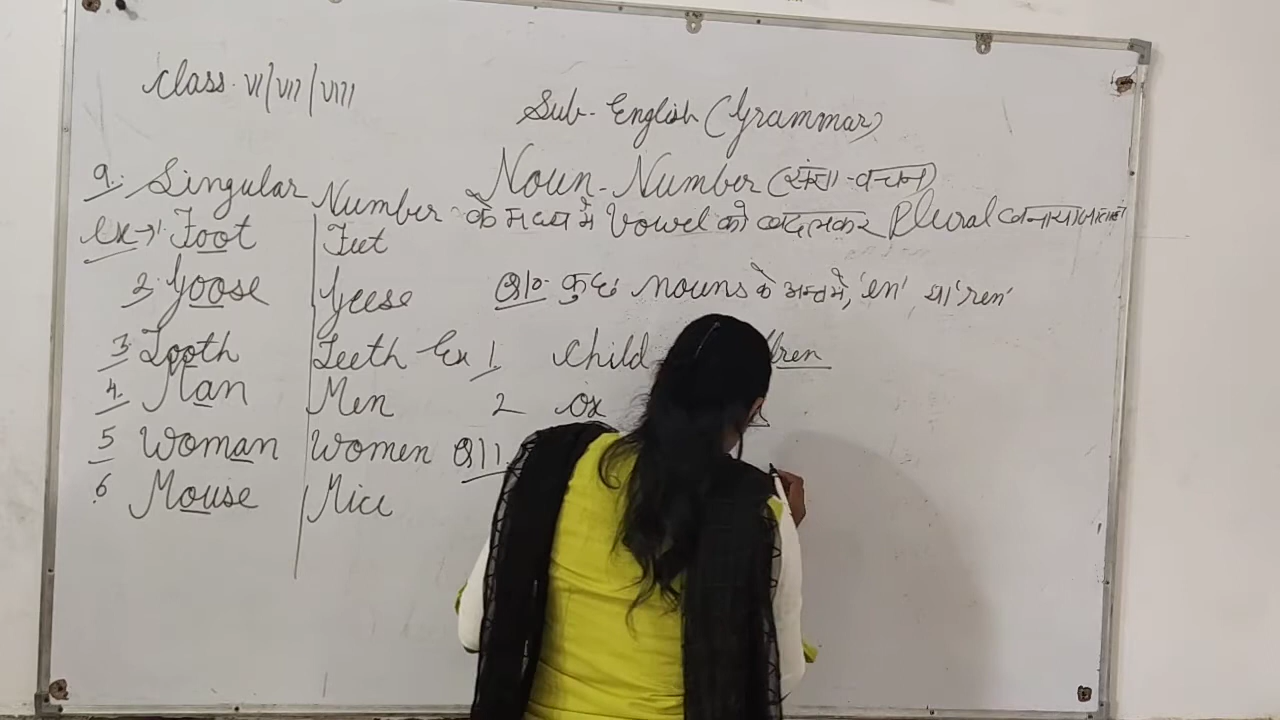 Class. VI/VII/VIII
Sub- English (Grammar)
Noun-Number (संज्ञा-वचन)
9. Singular Number के मध्य में Vowel को बदलकर Plural बनाया जाता है
Ex→1. Foot Feet
2. Goose Geese
3. Tooth Teeth
4. Man Men
5 Woman Women
6 Mouse Mice
Q10. कुछ nouns के अन्त में, 'en' या 'ren'
Ex 1. Child dren
2 Ox
Q11.